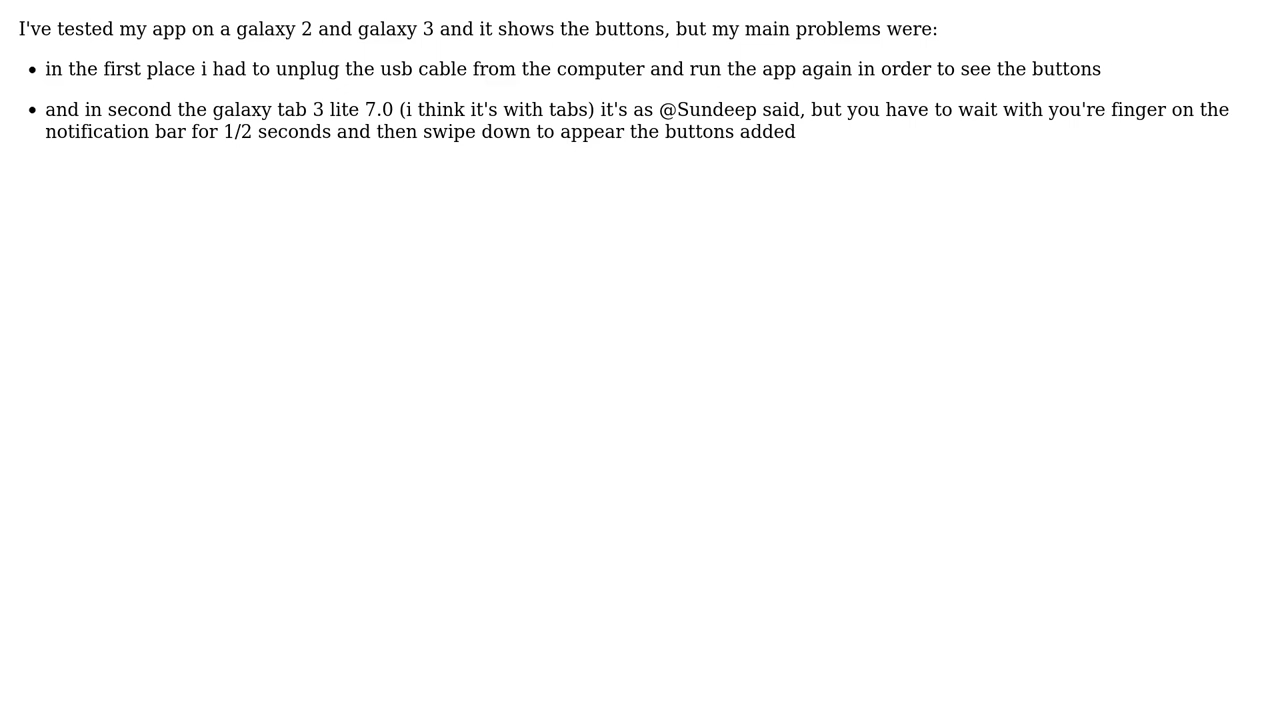 I've tested my app on a galaxy 2 and galaxy 3 and it shows the buttons, but my main problems were:
in the first place i had to unplug the usb cable from the computer and run the app again in order to see the buttons
and in second the galaxy tab 3 lite 7.0 (i think it's with tabs) it's as @Sundeep said, but you have to wait with you're finger on the
notification bar for 1/2 seconds and then swipe down to appear the buttons added